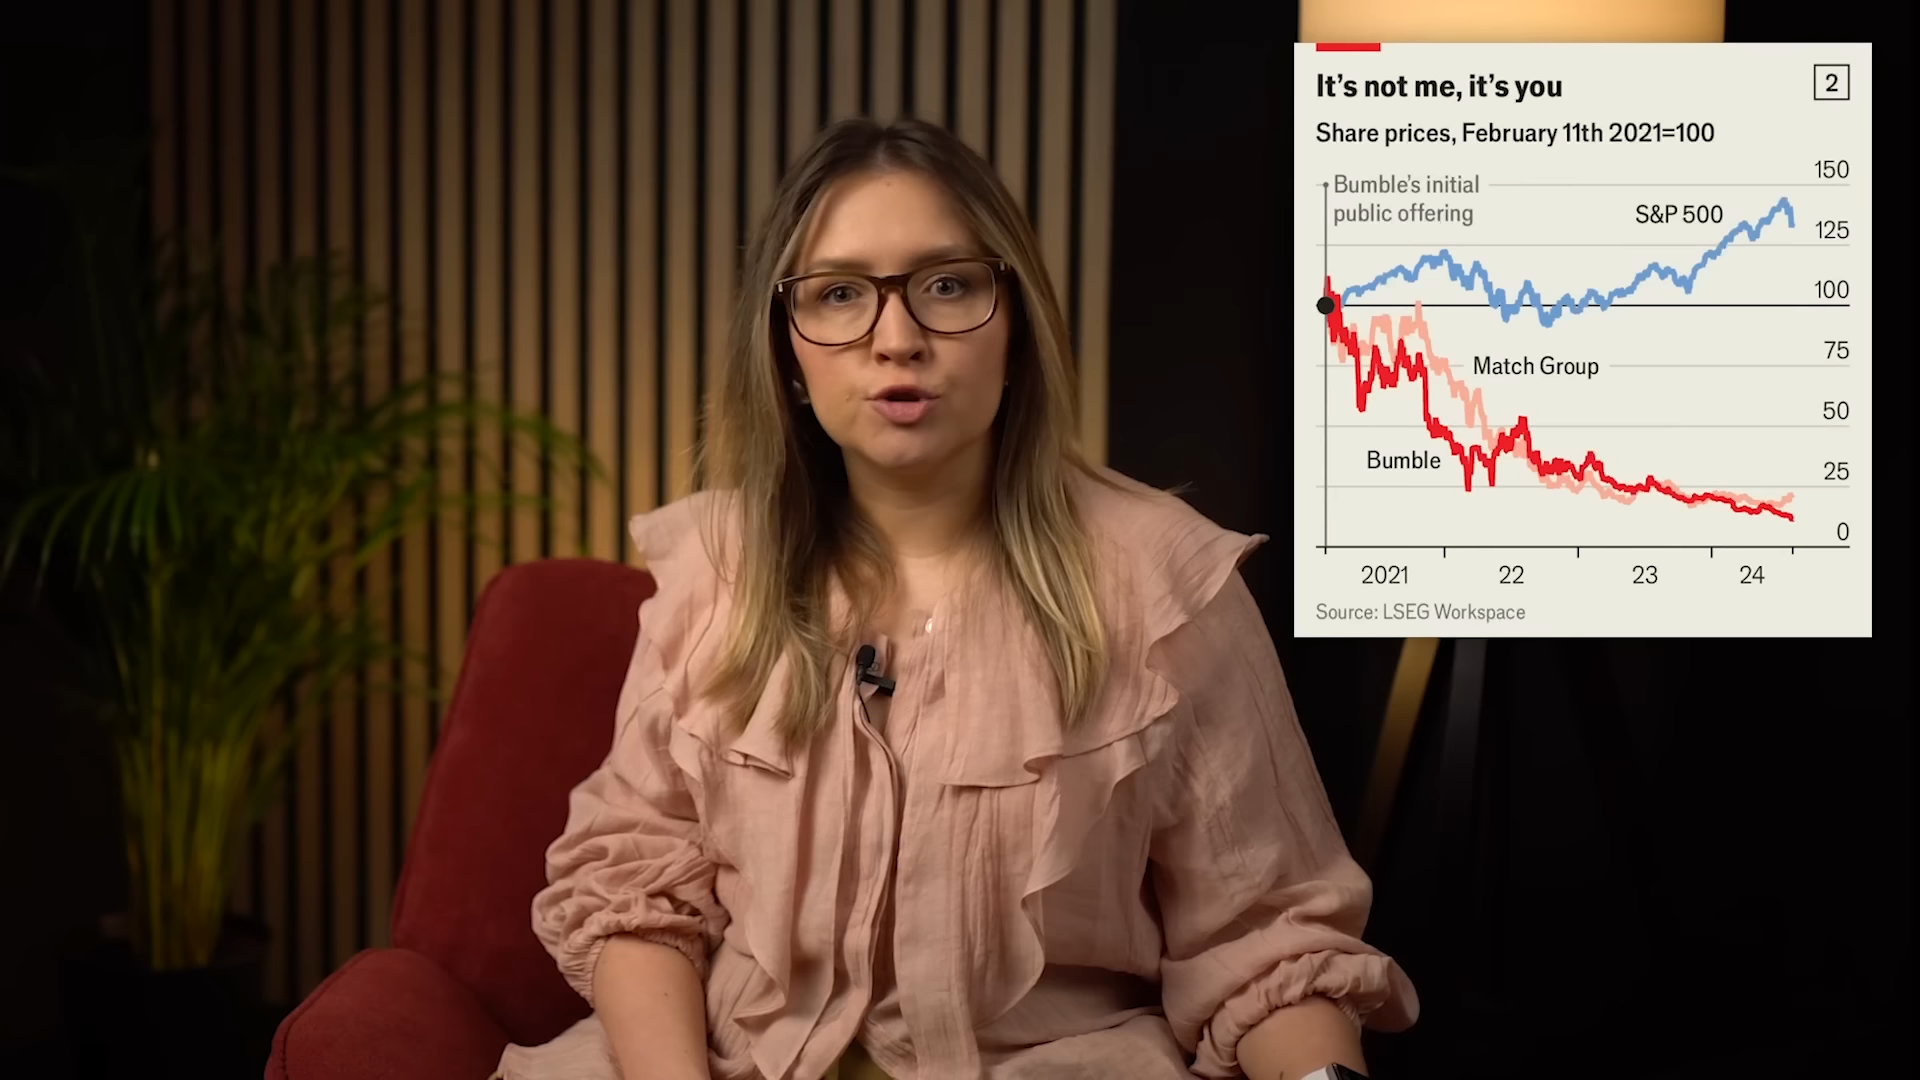 It's not me, it's you
2
Share prices, February 11th 2021=100
150
Bumble's initial
public offering
S&P 500
125
100
75
Match Group
50
Bumble
25
0
2021 22 23 24
Source: LSEG Workspace